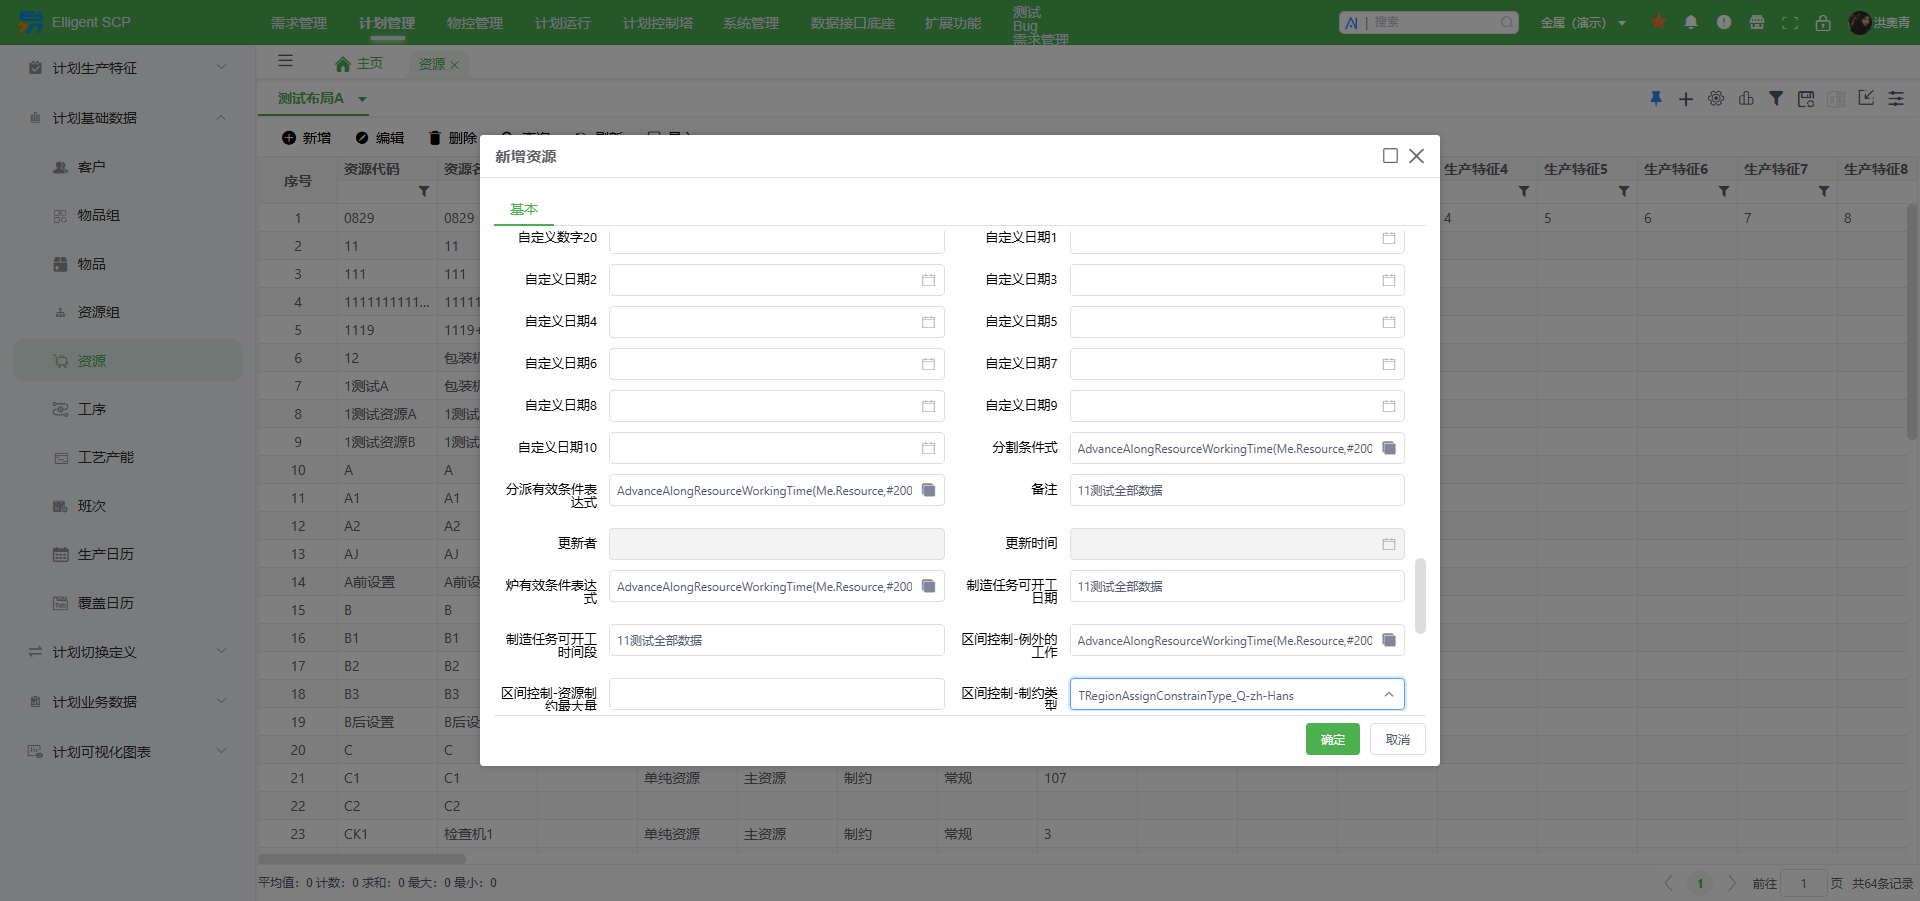 Elligent SCP
需求管理 计划管理 物控管理 计划运行 计划控制塔 系统管理 数据接口底座 扩展功能 测试 Bug 需求管理
AI | 搜索
金属（演示）
洪奥青
计划生产特征
计划基础数据
客户
物品组
物品
资源组
资源
工序
工艺产能
班次
生产日历
覆盖日历
计划切换定义
计划业务数据
计划可视化图表
主页 资源
测试布局A
新增 编辑 删除
序号 资源代码 生产特征4 生产特征5 生产特征6 生产特征7 生产特征8
1 0829 0829 4 5 6 7 8
2 11 11
3 111 111
4 1111111111... 1111
5 1119 1119+
6 12 包装机
7 1测试A 包装机
8 1测试资源A 1测试
9 1测试资源B 1测试
10 A A
11 A1 A1
12 A2 A2
13 AJ AJ
14 A前设置 A前设
15 B B
16 B1 B1
17 B2 B2
18 B3 B3
19 B后设置 B后设
20 C C
21 C1 C1 单纯资源 主资源 制约 常规 107
22 C2 C2
23 CK1 检查机1 单纯资源 主资源 制约 常规 3
平均值：0 计数：0 求和：0 最大：0 最小：0
1 前往 1 页 共64条记录
新增资源
基本
自定义数字20
自定义日期1
自定义日期2
自定义日期3
自定义日期4
自定义日期5
自定义日期6
自定义日期7
自定义日期8
自定义日期9
自定义日期10
分割条件式 AdvanceAlongResourceWorkingTime(Me.Resource,#200
分派有效条件表
达式
AdvanceAlongResourceWorkingTime(Me.Resource,#200
备注 11测试全部数据
更新者
更新时间
炉有效条件表达
式
AdvanceAlongResourceWorkingTime(Me.Resource,#200
制造任务可开工
日期
11测试全部数据
制造任务可开工
时间段
11测试全部数据
区间控制-例外的
工作
AdvanceAlongResourceWorkingTime(Me.Resource,#200
区间控制-资源制
约最大量
区间控制-制约类
型
TRegionAssignConstrainType_Q-zh-Hans
确定 取消